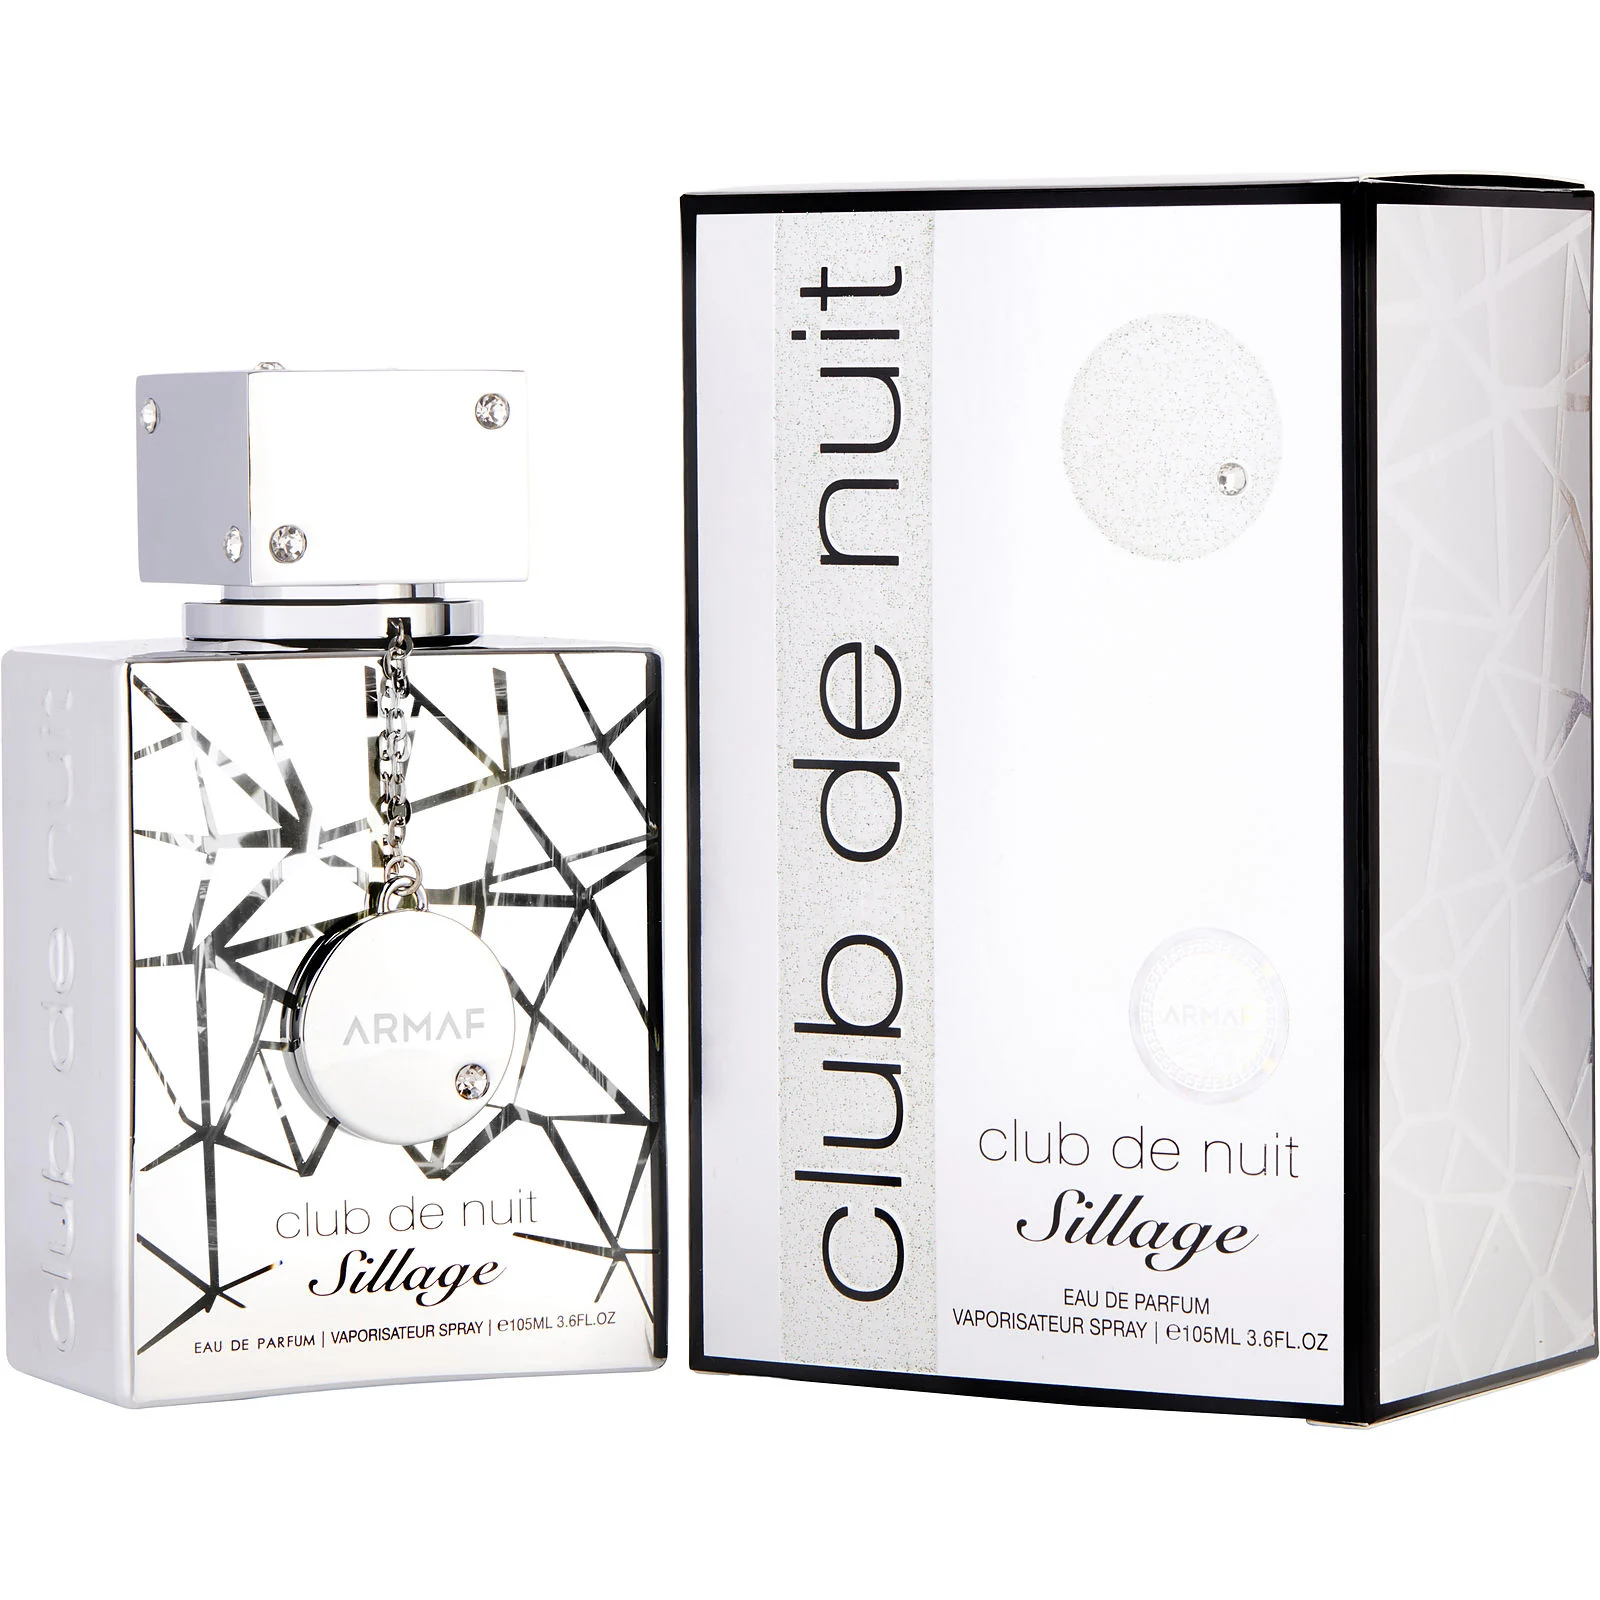 club de nuit
ARMAF
club de nuit
Sillage
EAU DE PARFUM | VAPORISATEUR SPRAY | ℮105ML 3.6FL.OZ
club de nuit
ARMAF
club de nuit
Sillage
EAU DE PARFUM
VAPORISATEUR SPRAY | ℮105ML 3.6FL.OZ